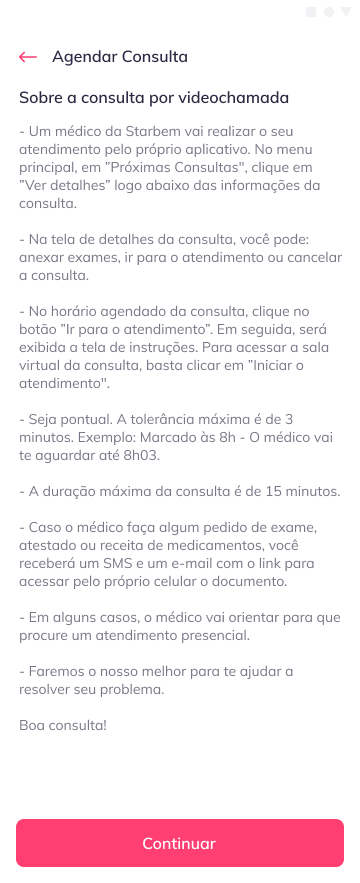 Agendar Consulta
Sobre a consulta por videochamada
- Um médico da Starbem vai realizar o seu
atendimento pelo próprio aplicativo. No menu
principal, em "Próximas Consultas", clique em
"Ver detalhes" logo abaixo das informações da
consulta.
- Na tela de detalhes da consulta, você pode:
anexar exames, ir para o atendimento ou cancelar
a consulta.
- No horário agendado da consulta, clique no
botão "Ir para o atendimento". Em seguida, será
exibida a tela de instruções. Para acessar a sala
virtual da consulta, basta clicar em "Iniciar o
atendimento".
- Seja pontual. A tolerância máxima é de 3
minutos. Exemplo: Marcado às 8h - O médico vai
te aguardar até 8h03.
- A duração máxima da consulta é de 15 minutos.
- Caso o médico faça algum pedido de exame,
atestado ou receita de medicamentos, você
receberá um SMS e um e-mail com o link para
acessar pelo próprio celular o documento.
- Em alguns casos, o médico vai orientar para que
procure um atendimento presencial.
- Faremos o nosso melhor para te ajudar a
resolver seu problema.
Boa consulta!
Continuar